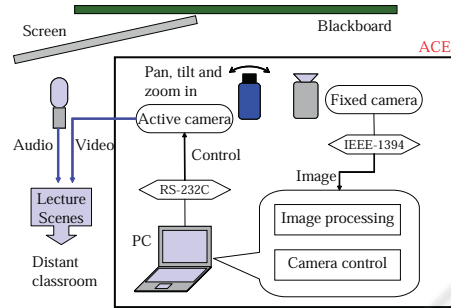 Screen
Blackboard
ACE
Pan, tilt and
zoom in
Fixed camera
Active camera
Audio
Video
IEEE-1394
Control
Image
RS-232C
Lecture
Scenes
Image processing
PC
Camera control
Distant
classroom